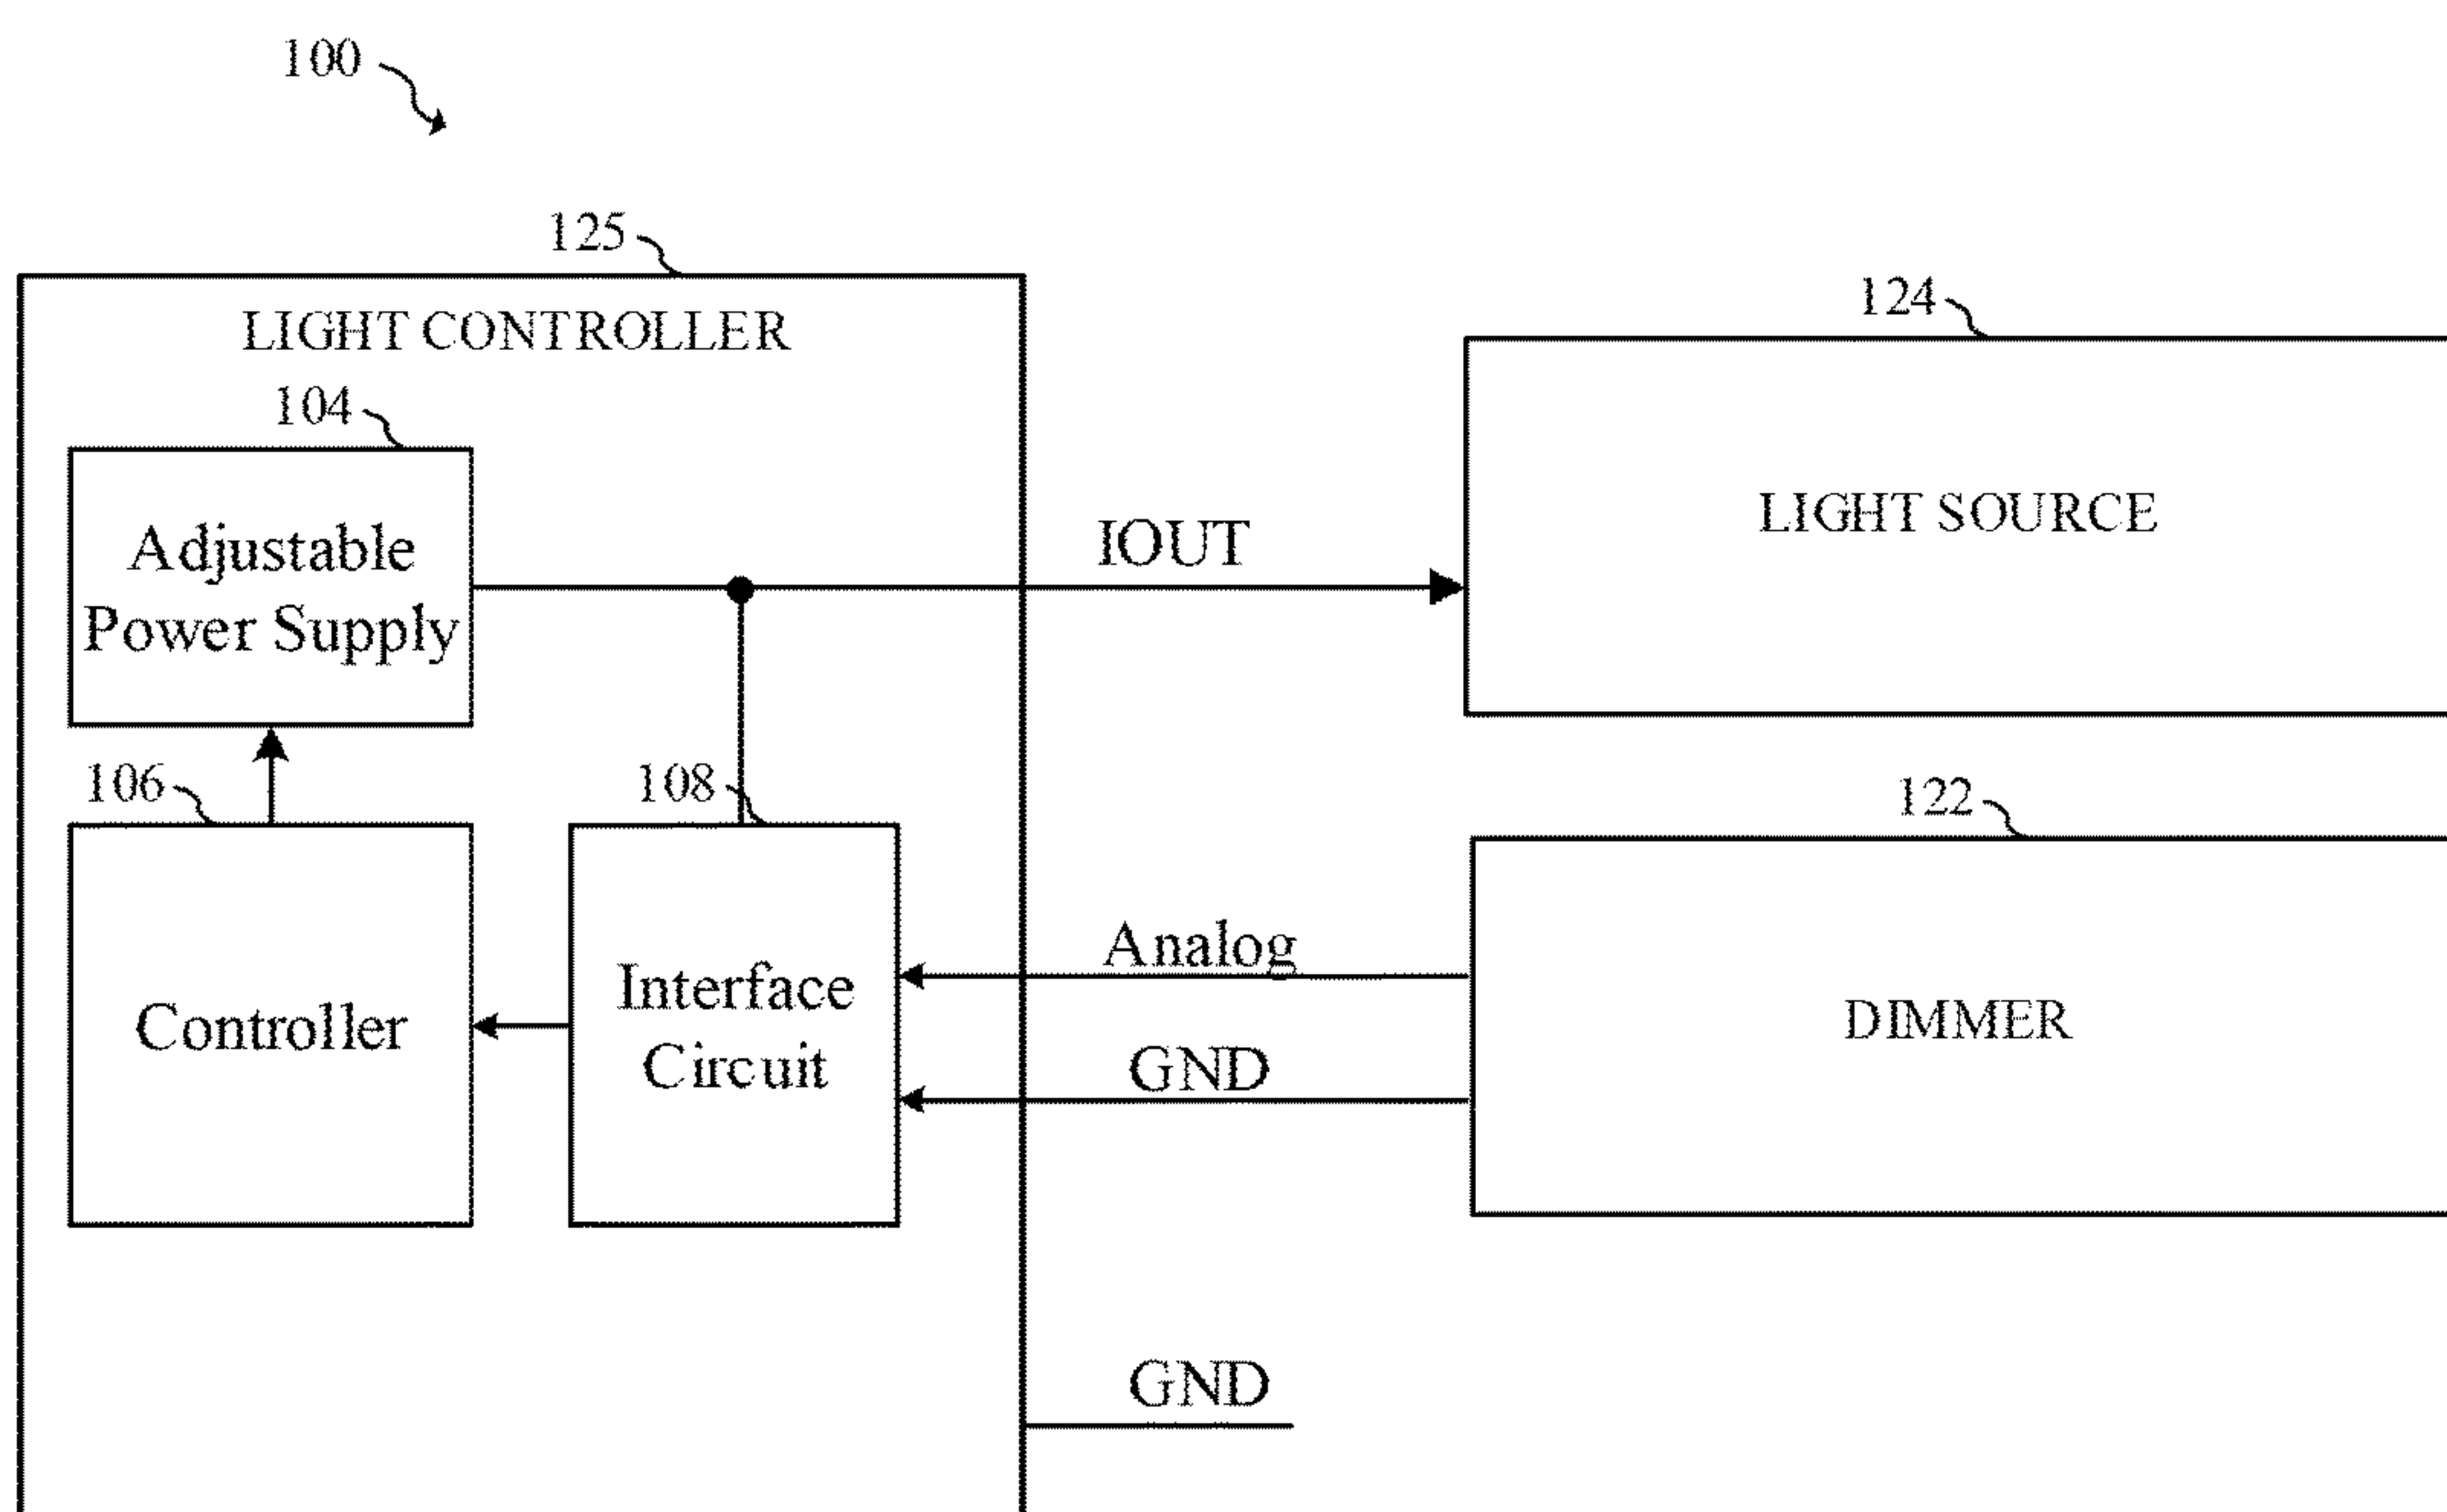 100
125
LIGHT CONTROLLER
124
104
LIGHT SOURCE
Adjustable
Power Supply
IOUT
106
108
122
Analog
Interface
Circuit
Controller
DIMMER
GND
GND